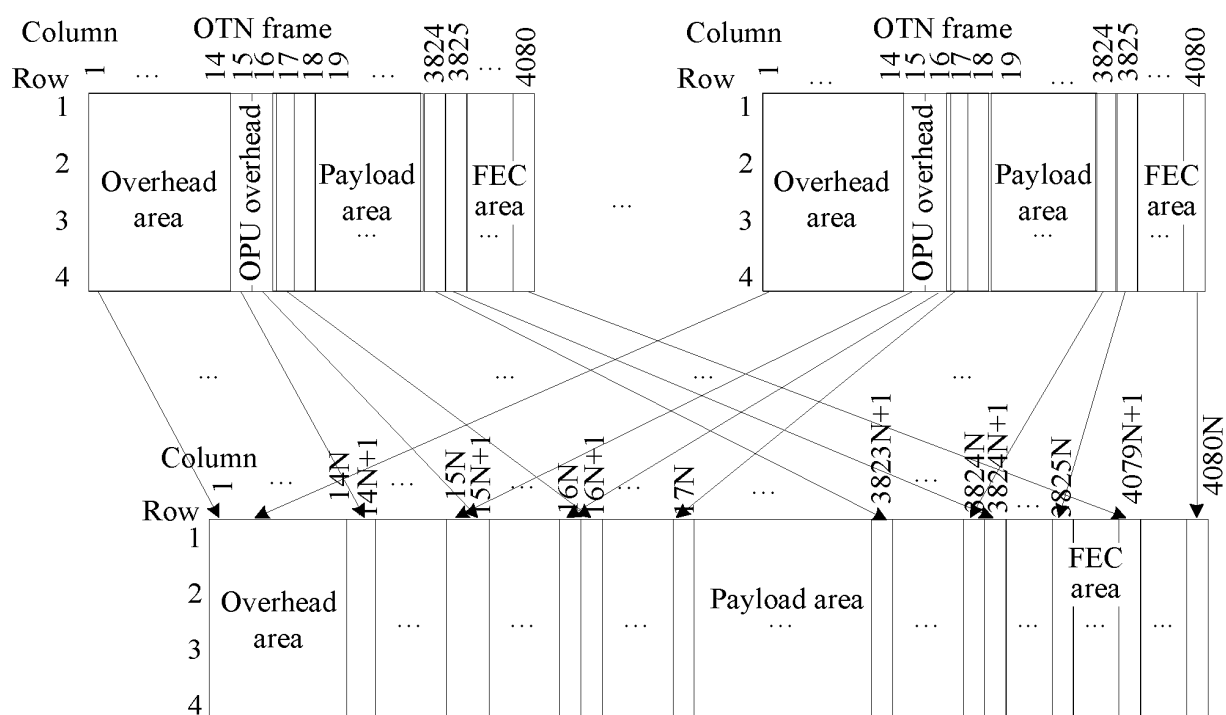 Column OTN frame
1 ... 14 15 16 17 18 19 ... 3824 3825 ... 4080
Row
1
2
3
4
Overhead area
OPU overhead
Payload area
...
FEC area
...
...
Column OTN frame
1 ... 14 15 16 17 18 19 ... 3824 3825 ... 4080
Row
1
2
3
4
Overhead area
OPU overhead
Payload area
...
FEC area
...
... ... ... ...
Column
1 ... 14N 14N+1 ... 15N 15N+1 ... 16N 16N+1 ... 17N ... 3823N+1 ... 3824N 3824N+1 ... 3825N 4079N+1 4080N
Row
1
2
3
4
Overhead area
...
...
...
Payload area
...
...
...
FEC area
...
...